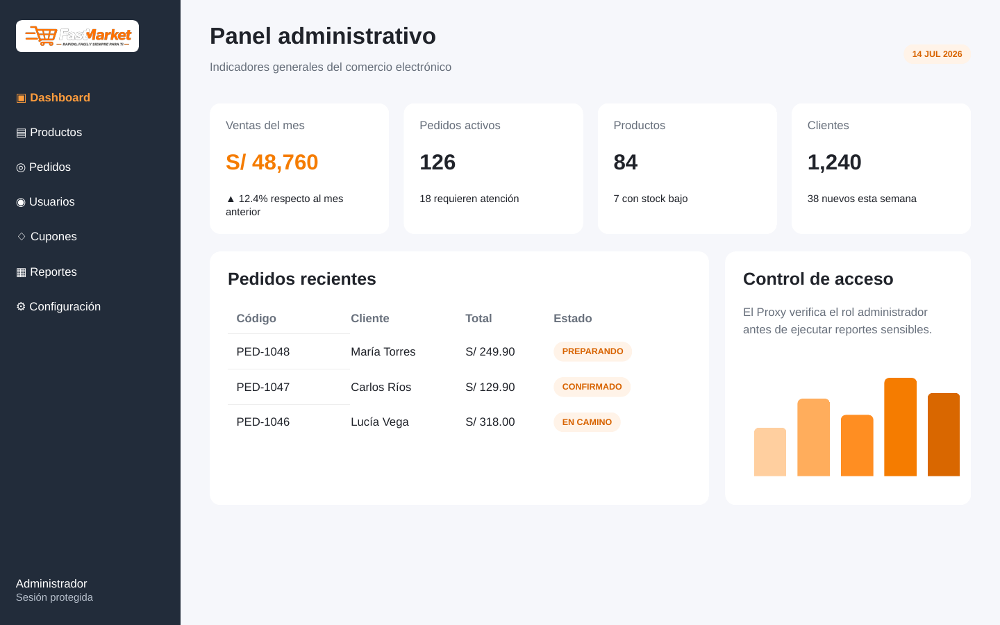 FastMarket
RAPIDO, FACIL Y SIEMPRE PARA TI
Dashboard
Productos
Pedidos
Usuarios
Cupones
Reportes
Configuración
Administrador
Sesión protegida
Panel administrativo
Indicadores generales del comercio electrónico
14 JUL 2026
Ventas del mes
S/ 48,760
▲ 12.4% respecto al mes
anterior
Pedidos activos
126
18 requieren atención
Productos
84
7 con stock bajo
Clientes
1,240
38 nuevos esta semana
Pedidos recientes
Código Cliente Total Estado
PED-1048 María Torres S/ 249.90 PREPARANDO
PED-1047 Carlos Ríos S/ 129.90 CONFIRMADO
PED-1046 Lucía Vega S/ 318.00 EN CAMINO
Control de acceso
El Proxy verifica el rol administrador
antes de ejecutar reportes sensibles.